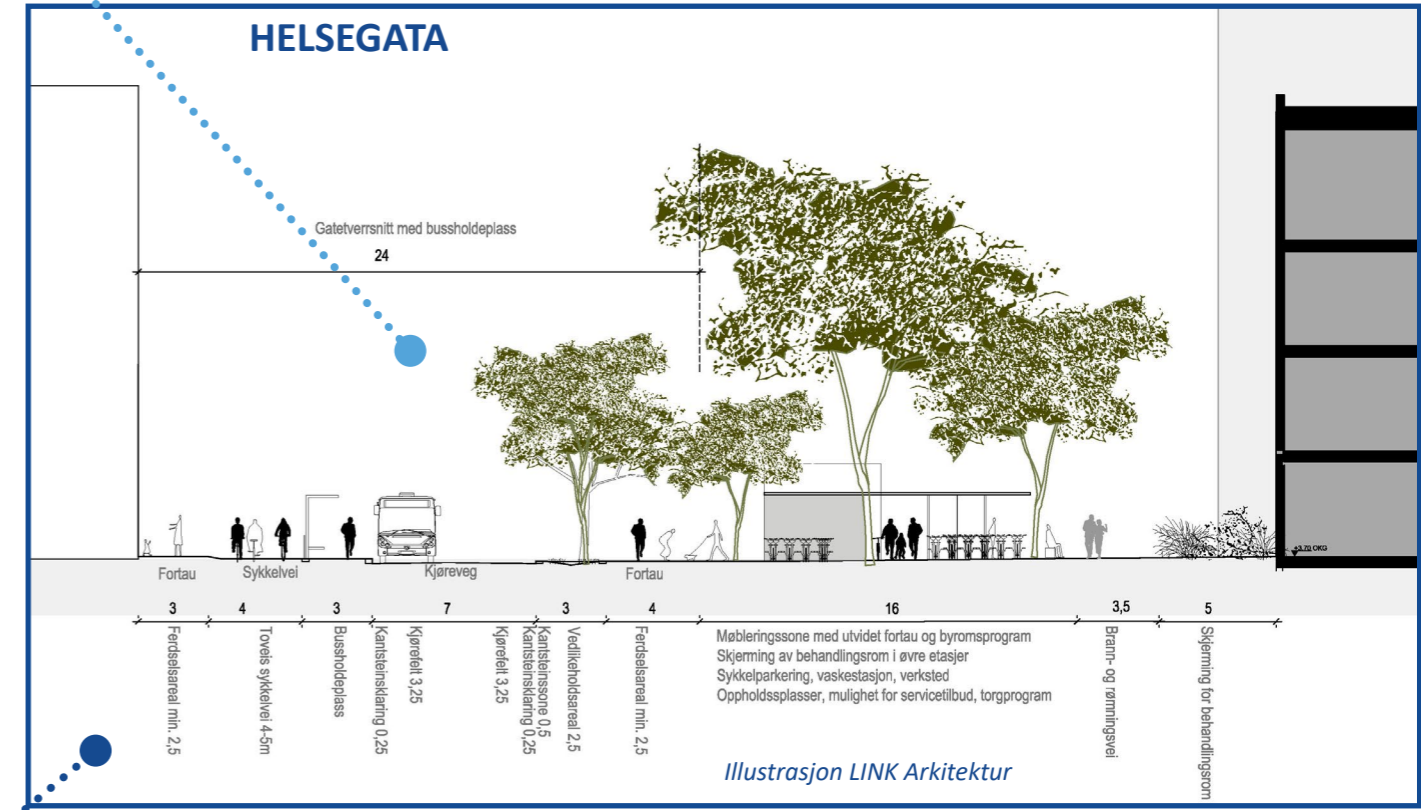 HELSEGATA
Gatetverrsnitt med bussholdeplass
24
+3.70 OKG
Fortau
Sykkelvei
Kjøreveg
Fortau
3
4
3
7
3
4
16
3,5
5
Ferdselsareal min. 2,5
Toveis sykkelvei 4-5m
Bussholdeplass
Kantsteinsklaring 0,25
Kjørefelt 3,25
Kjørefelt 3,25
Kantsteinsklaring 0,25
Kantsteinssone 0,5
Vedlikeholdsareal 2,5
Ferdselsareal min. 2,5
Møbleringssone med utvidet fortau og byromsprogram
Skjerming av behandlingsrom i øvre etasjer
Sykkelparkering, vaskestasjon, verksted
Oppholdssplasser, mulighet for servicetilbud, torgprogram
Brann- og rømningsvei
Skjerming for behandlingsrom
Illustrasjon LINK Arkitektur